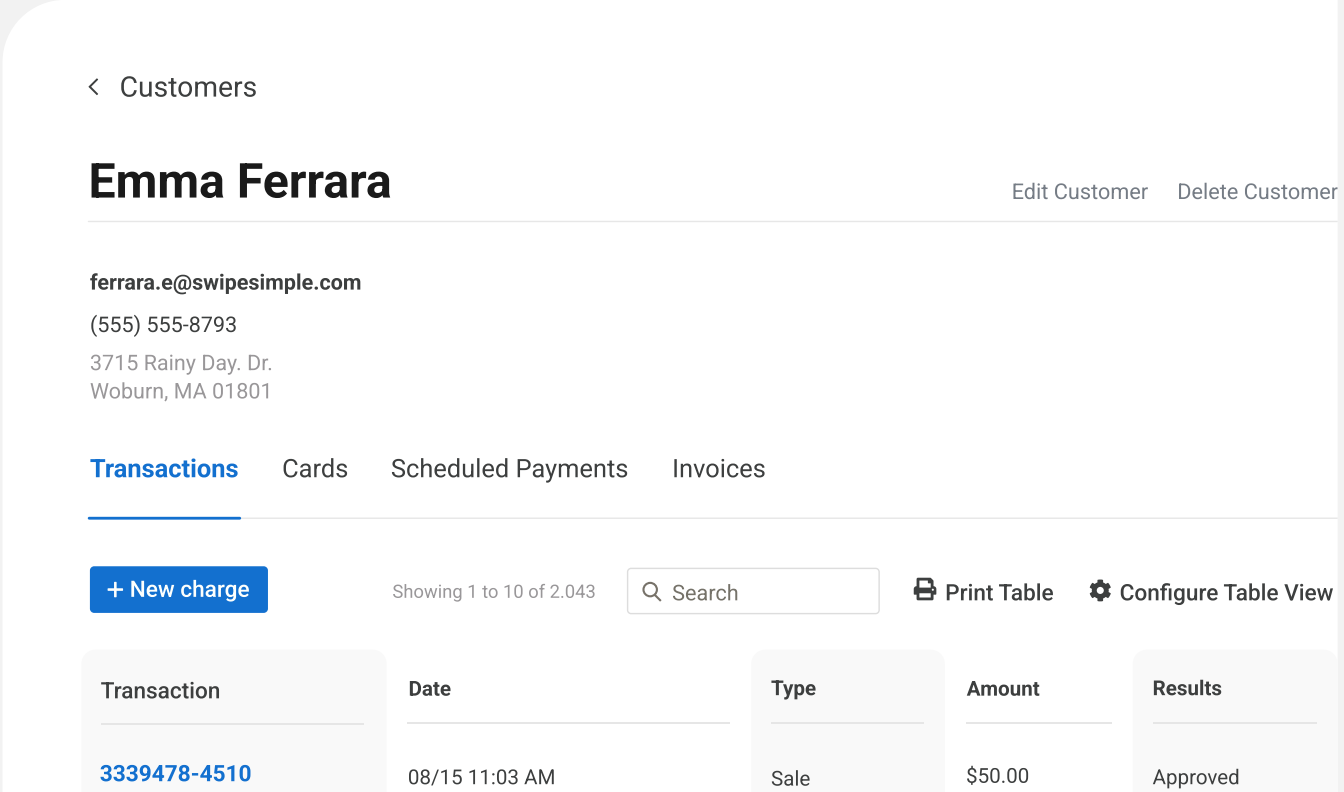 Customers
Emma Ferrara
Edit Customer Delete Customer
ferrara.e@swipesimple.com
(555) 555-8793
3715 Rainy Day. Dr.
Woburn, MA 01801
Transactions Cards Scheduled Payments Invoices
+ New charge Showing 1 to 10 of 2.043 Search Print Table Configure Table View
Transaction Date Type Amount Results
3339478-4510 08/15 11:03 AM Sale $50.00 Approved